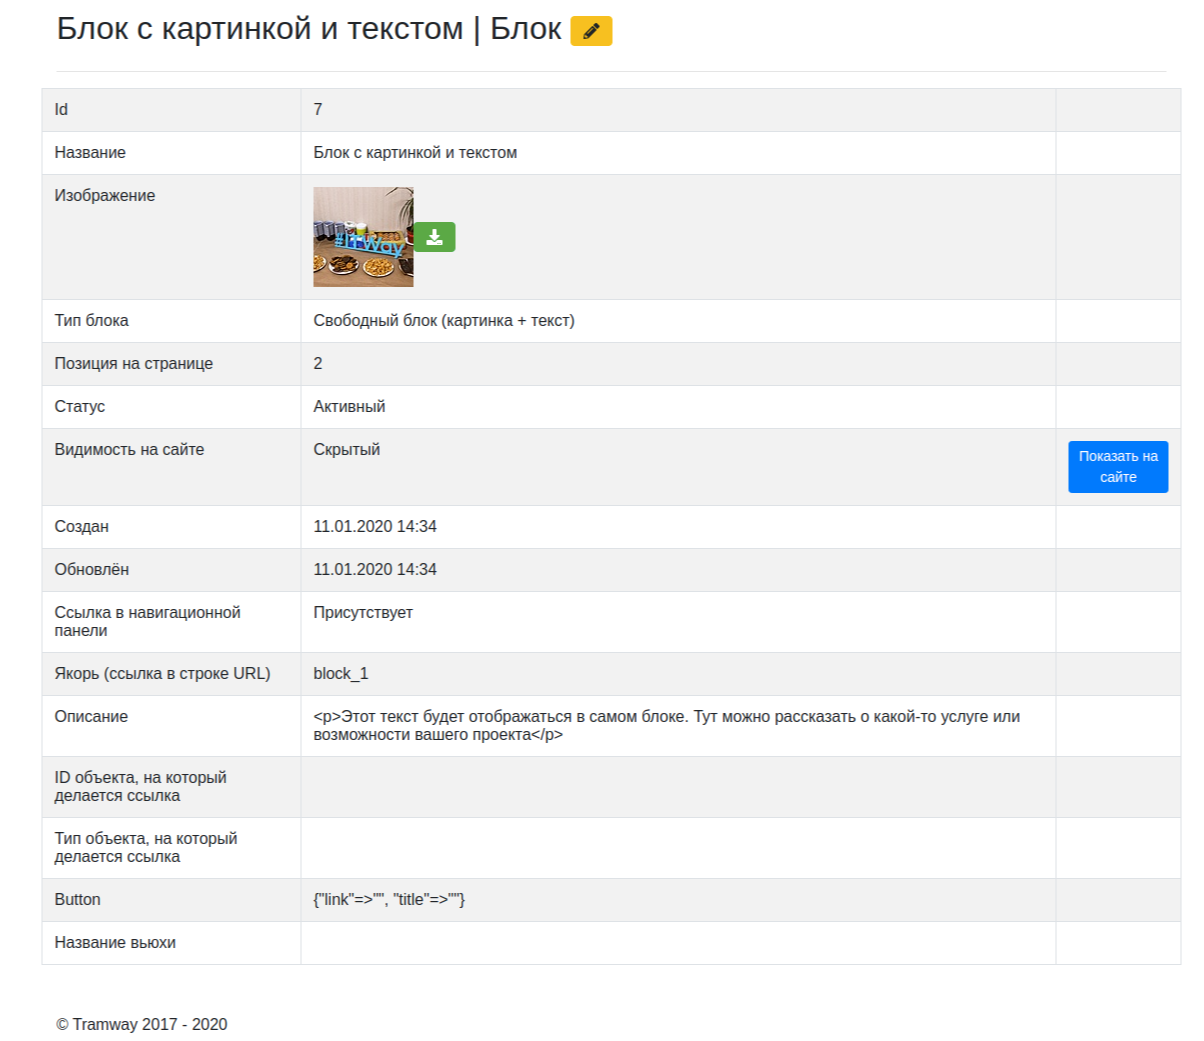 Блок с картинкой и текстом | Блок
Id
7
Название
Блок с картинкой и текстом
Изображение
#ITWay
Тип блока
Свободный блок (картинка + текст)
Позиция на странице
2
Статус
Активный
Видимость на сайте
Скрытый
Показать на
сайте
Создан
11.01.2020 14:34
Обновлён
11.01.2020 14:34
Ссылка в навигационной
панели
Присутствует
Якорь (ссылка в строке URL)
block_1
Описание
<p>Этот текст будет отображаться в самом блоке. Тут можно рассказать о какой-то услуге или
возможности вашего проекта</p>
ID объекта, на который
делается ссылка
Тип объекта, на который
делается ссылка
Button
{"link"=>"", "title"=>""}
Название вьюхи
© Tramway 2017 - 2020